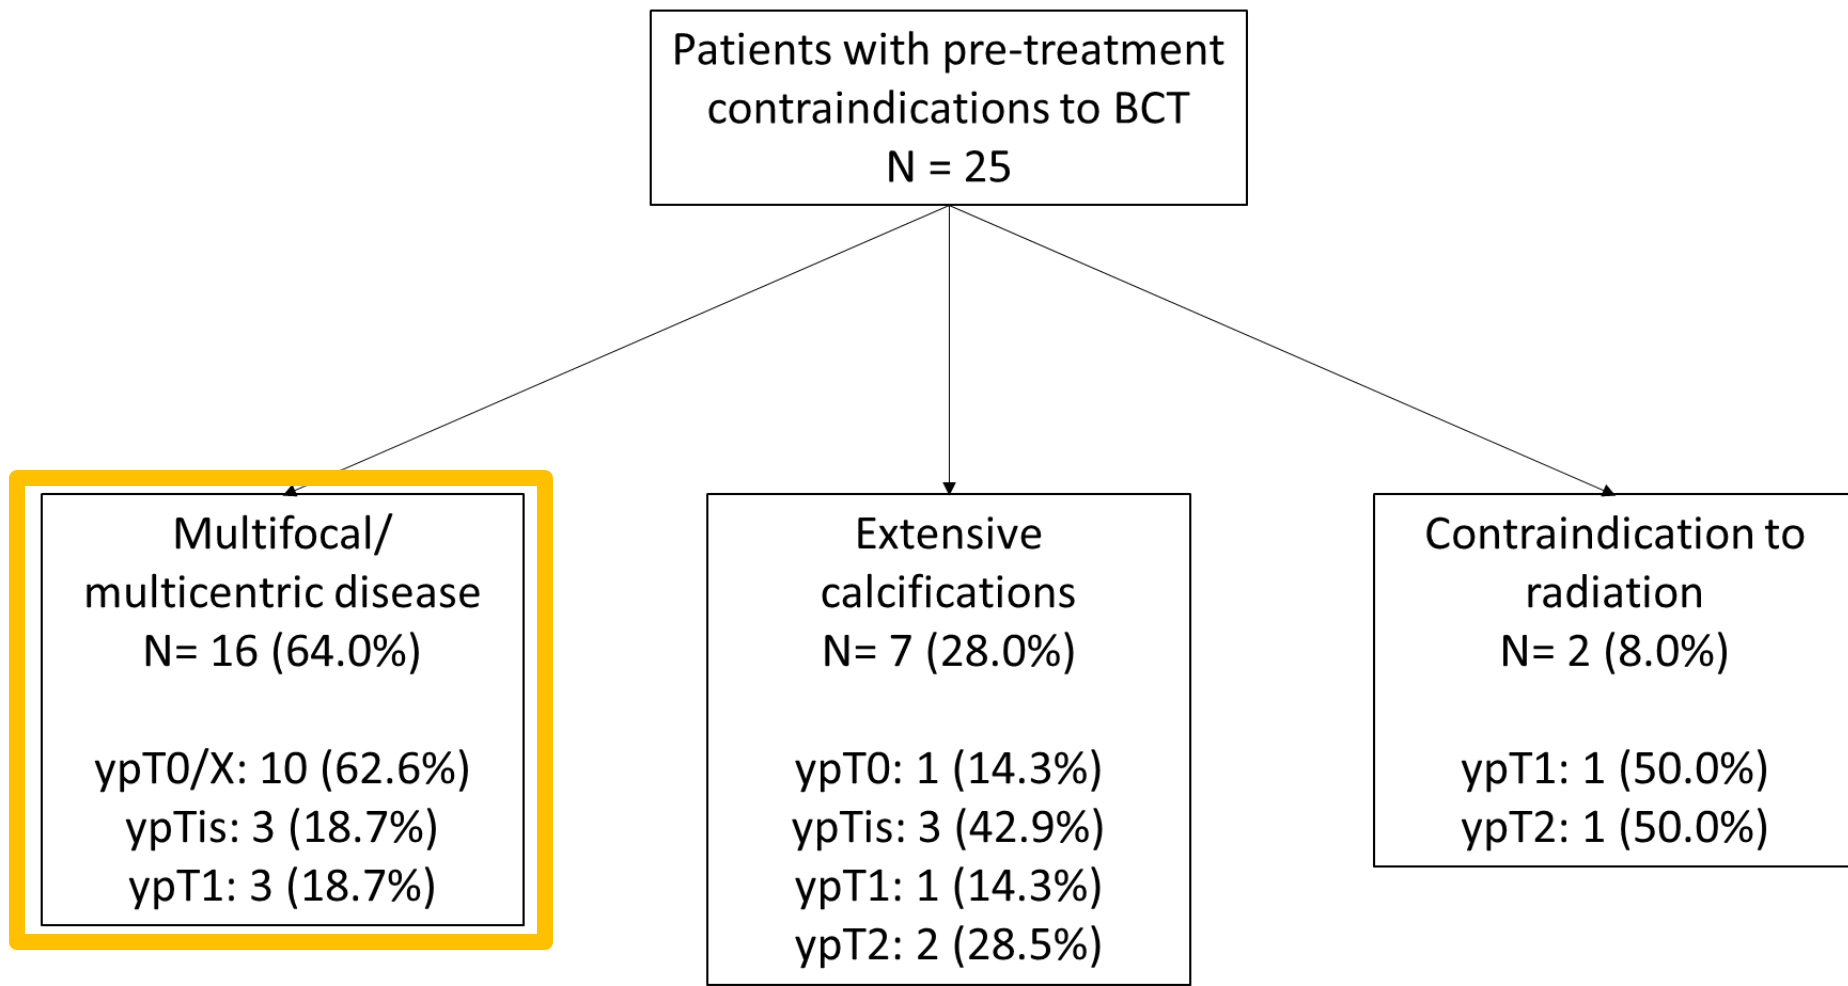 Patients with pre-treatment
contraindications to BCT
N = 25
Multifocal/
multicentric disease
N= 16 (64.0%)
ypT0/X: 10 (62.6%)
ypTis: 3 (18.7%)
ypT1: 3 (18.7%)
Extensive
calcifications
N= 7 (28.0%)
ypT0: 1 (14.3%)
ypTis: 3 (42.9%)
ypT1: 1 (14.3%)
ypT2: 2 (28.5%)
Contraindication to
radiation
N= 2 (8.0%)
ypT1: 1 (50.0%)
ypT2: 1 (50.0%)